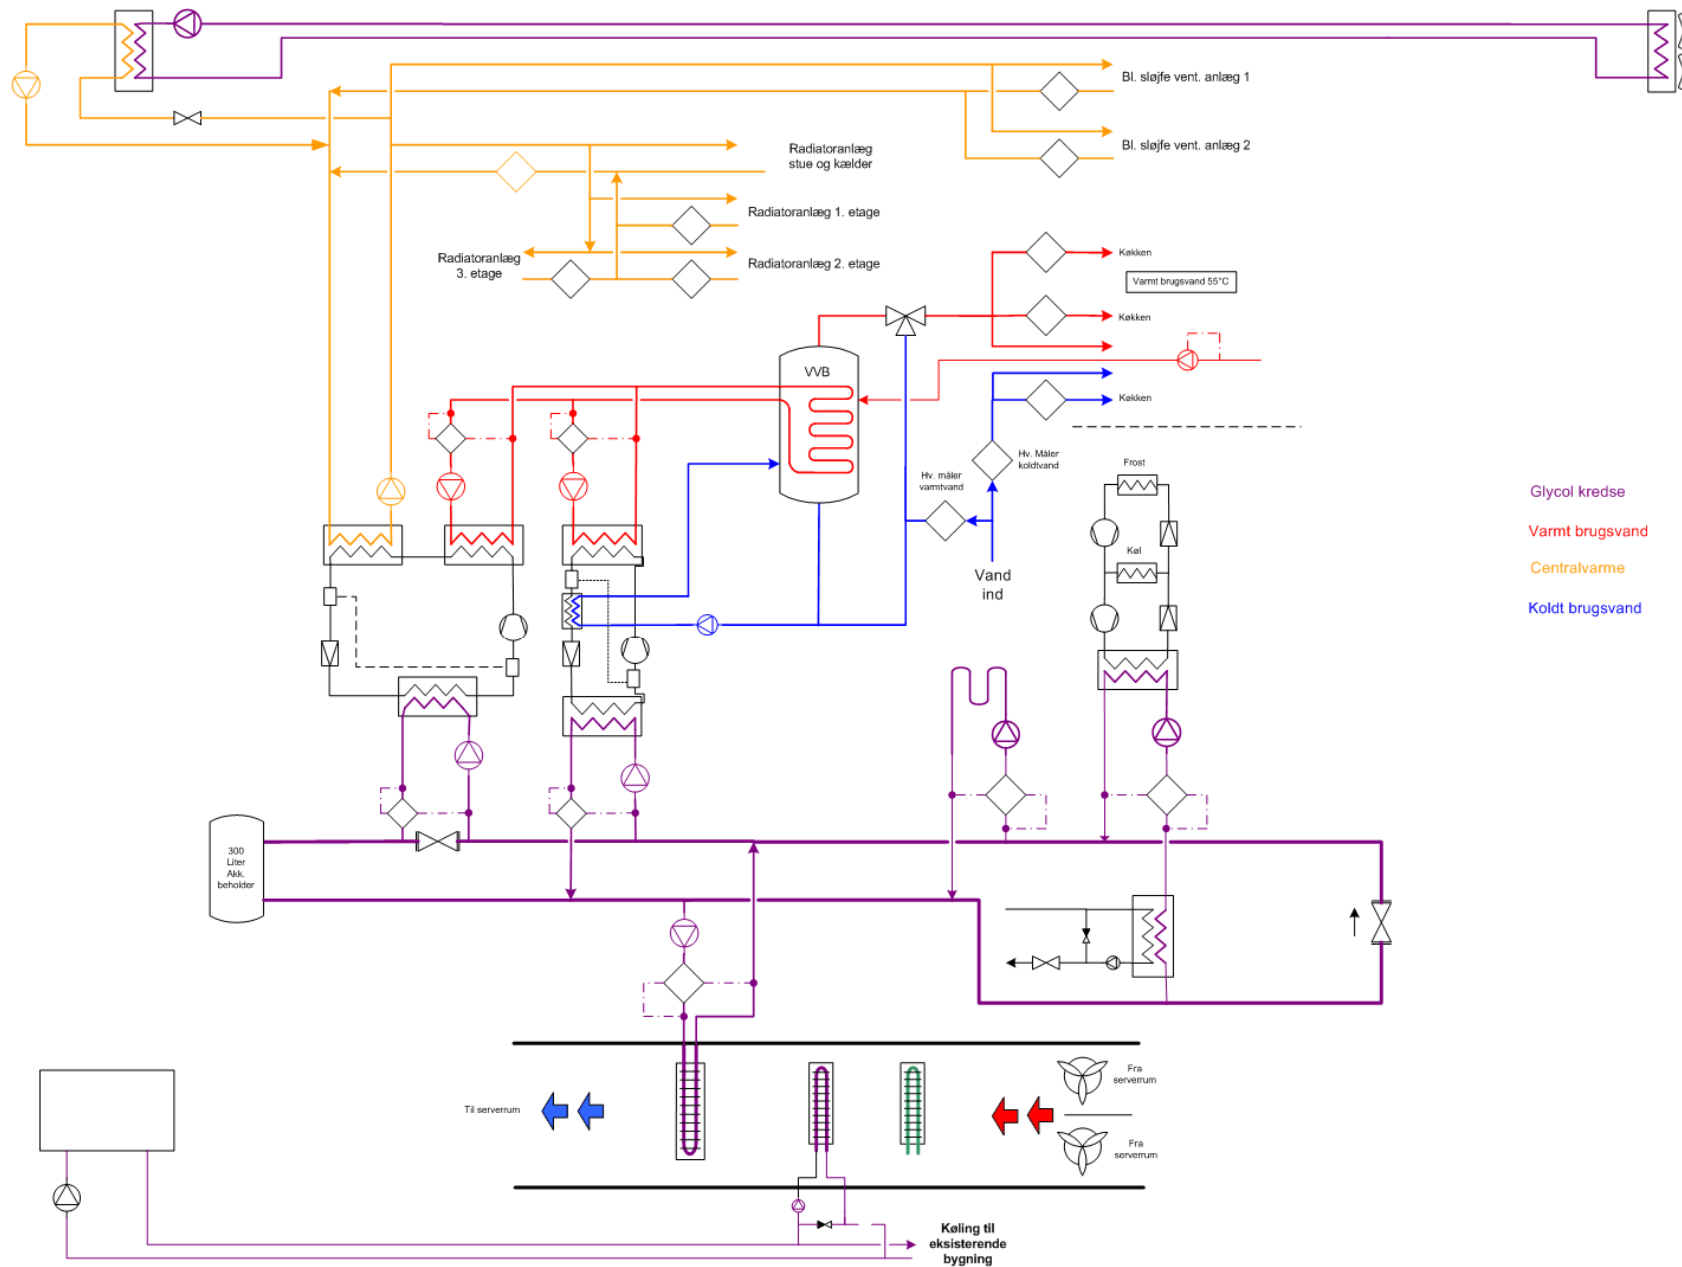 Bl. sløjfe vent. anlæg 1
Bl. sløjfe vent. anlæg 2
Radiatoranlæg
stue og kælder
Radiatoranlæg 1. etage
Radiatoranlæg
3. etage
Radiatoranlæg 2. etage
Køkken
Varmt brugsvand 55°C
Køkken
VVB
Køkken
Hv. Måler
koldtvand
Hv. måler
varmtvand
Frost
Køl
Vand
ind
Glycol kredse
Varmt brugsvand
Centralvarme
Koldt brugsvand
300
Liter
Akk.
beholder
Til serverrum
Fra
serverrum
Fra
serverrum
Køling til
eksisterende
bygning